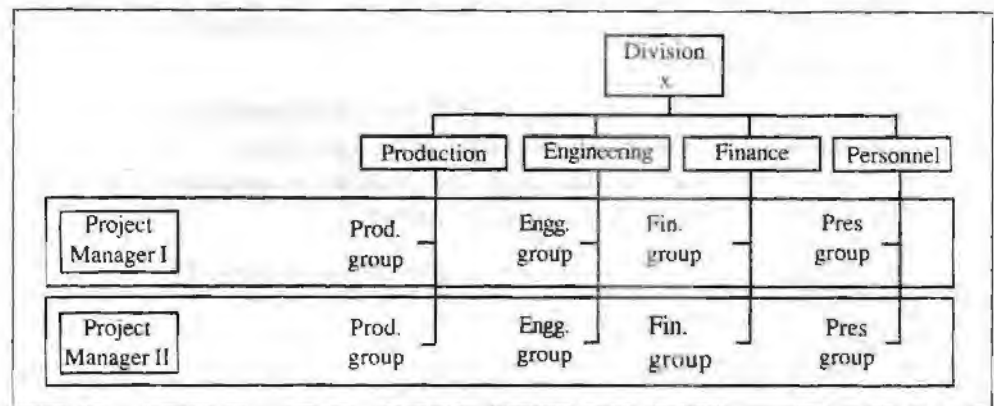 Division
x
Production Engineering Finance Personnel
Project
Manager I
Prod.
group
Engg.
group
Fin.
group
Pres
group
Project
Manager II
Prod.
group
Engg.
group
Fin.
group
Pres
group